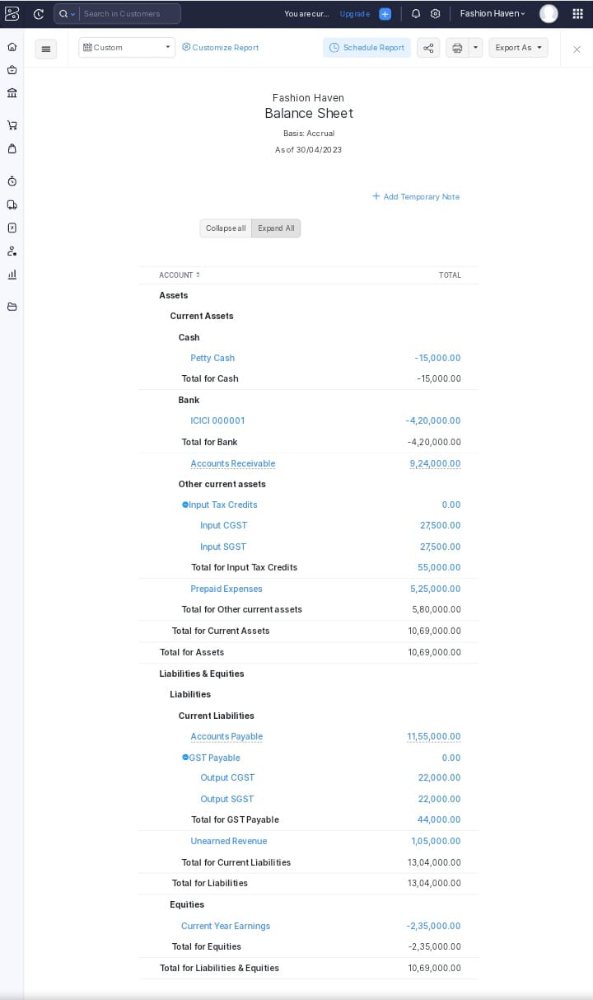 Search in Customers You are cur... Upgrade Fashion Haven
Custom Customize Report Schedule Report Export As
Fashion Haven
Balance Sheet
Basis: Accrual
As of 30/04/2023
Add Temporary Note
Collapse all Expand All
ACCOUNT TOTAL
Assets
Current Assets
Cash
Petty Cash -15,000.00
Total for Cash -15,000.00
Bank
ICICI 000001 -4,20,000.00
Total for Bank -4,20,000.00
Accounts Receivable 9,24,000.00
Other current assets
Input Tax Credits 0.00
Input CGST 27,500.00
Input SGST 27,500.00
Total for Input Tax Credits 55,000.00
Prepaid Expenses 5,25,000.00
Total for Other current assets 5,80,000.00
Total for Current Assets 10,69,000.00
Total for Assets 10,69,000.00
Liabilities & Equities
Liabilities
Current Liabilities
Accounts Payable 11,55,000.00
GST Payable 0.00
Output CGST 22,000.00
Output SGST 22,000.00
Total for GST Payable 44,000.00
Unearned Revenue 1,05,000.00
Total for Current Liabilities 13,04,000.00
Total for Liabilities 13,04,000.00
Equities
Current Year Earnings -2,35,000.00
Total for Equities -2,35,000.00
Total for Liabilities & Equities 10,69,000.00